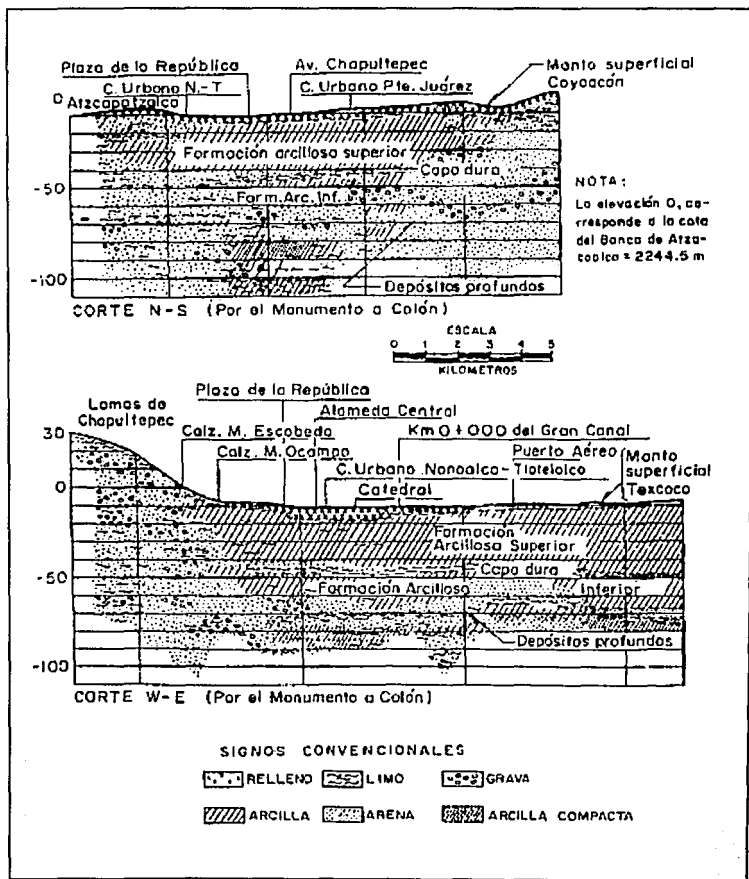 Plaza de la República
Av. Chapultepec
Manto superficial
Coyoacán
C. Urbano N.-T
C. Urbano Pte. Juárez
Atzcapotzalco
0
-50
-100
Formación arcillosa superior
Capa dura
Form. Arc. Inf.
Depósitos profundos
NOTA:
La elevación 0, co-
rresponde a la cota
del Banco de Atza-
coalco = 2244.5 m
CORTE N-S (Por el Monumento a Colón)
ESCALA
0 1 2 3 4 5
KILOMETROS
Lomas de
Chapultepec
Plaza de la República
Alameda Central
Calz. M. Escobedo
Km 0+000 del Gran Canal
Calz. M. Ocampo
C. Urbano Nonoalco-Tlatelolco
Catedral
Puerto Aéreo
Manto
superficial
Texcoco
30
0
-50
-100
Formación
Arcillosa Superior
Capa dura
Formación Arcillosa Inferior
Depósitos profundos
CORTE W-E (Por el Monumento a Colón)
SIGNOS CONVENCIONALES
RELLENO LIMO GRAVA
ARCILLA ARENA ARCILLA COMPACTA